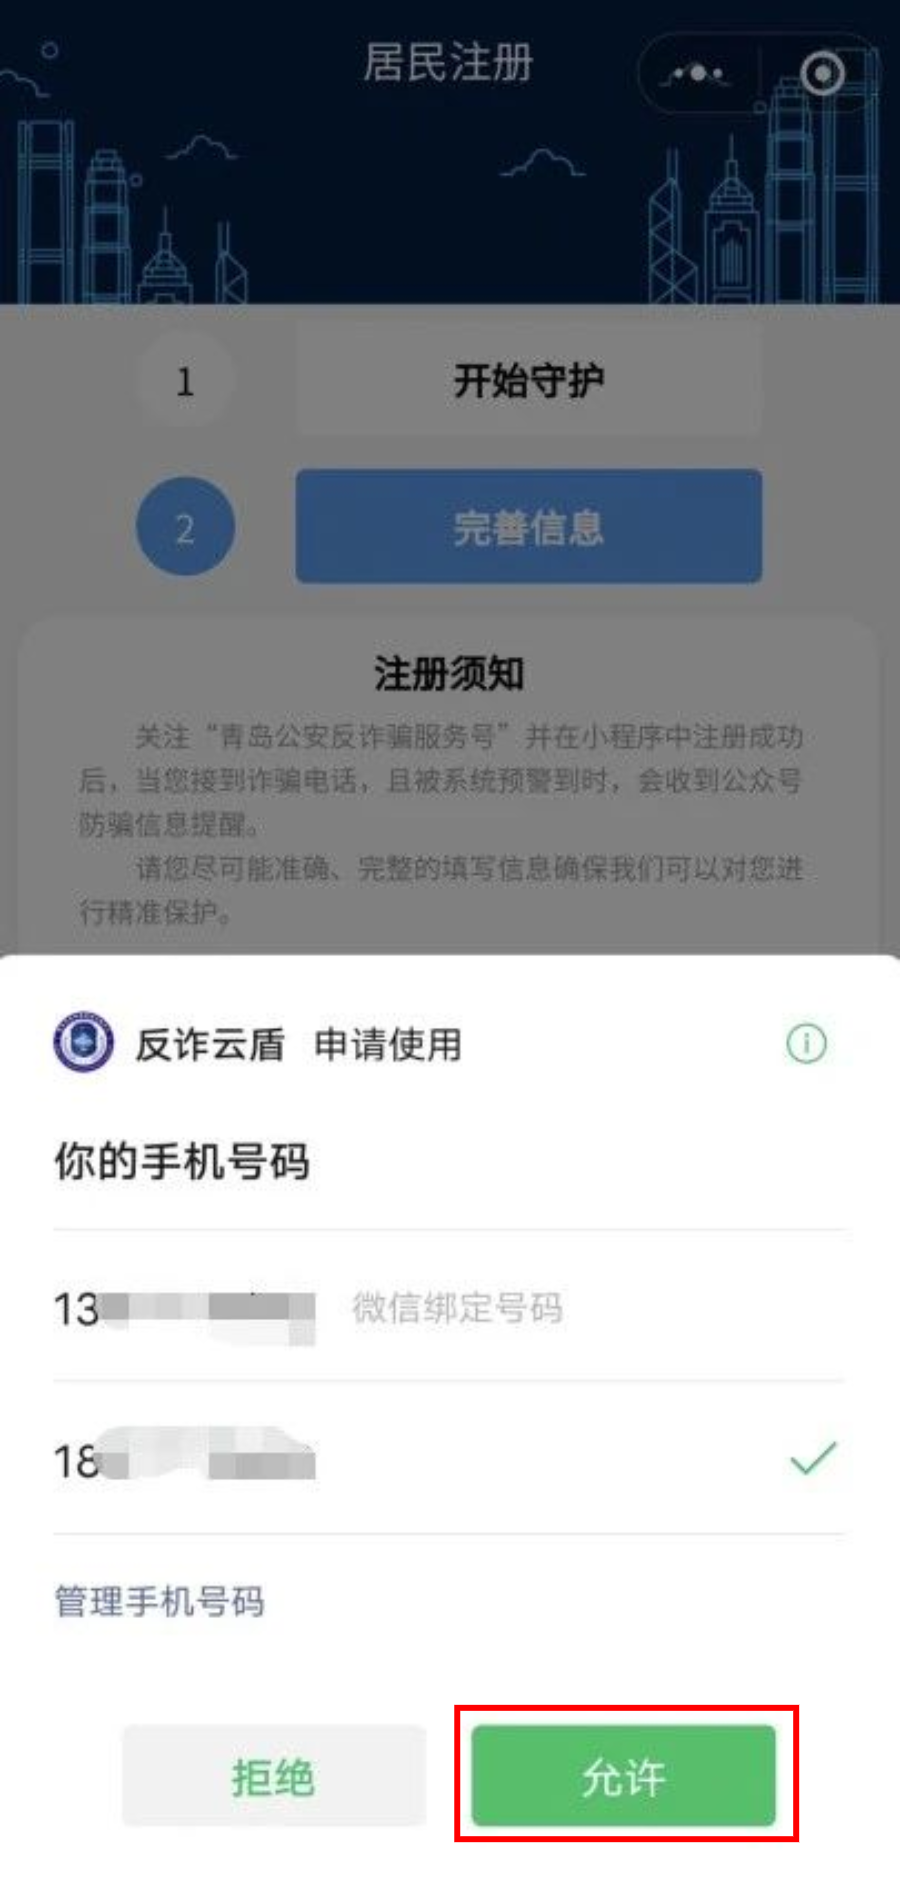 居民注册
1
开始守护
2
完善信息
注册须知
关注“青岛公安反诈骗服务号”并在小程序中注册成功
后，当您接到诈骗电话，且被系统预警到时，会收到公众号
防骗信息提醒。
请您尽可能准确、完整的填写信息确保我们可以对您进
行精准保护。
反诈云盾 申请使用
你的手机号码
13 微信绑定号码
18
管理手机号码
拒绝
允许